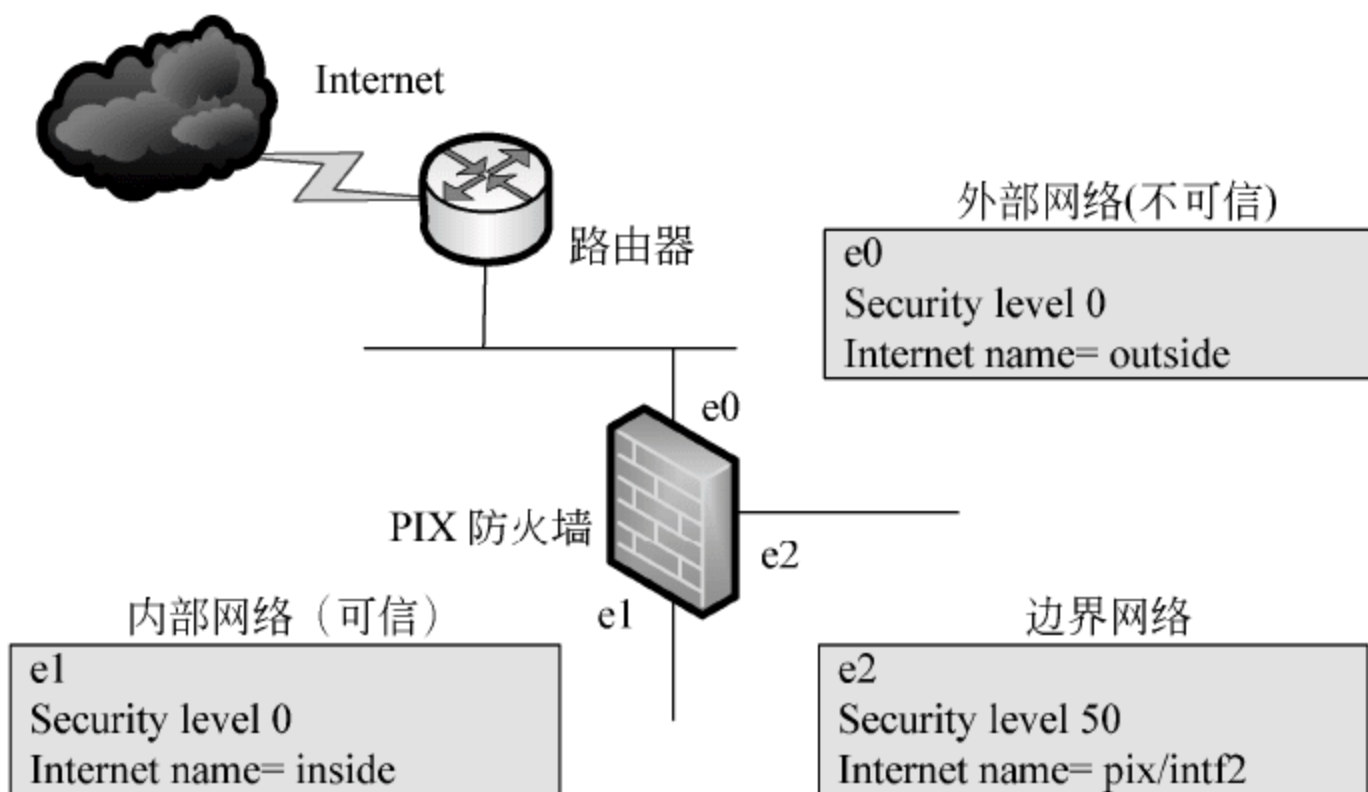 Internet
路由器
外部网络(不可信)
e0
Security level 0
Internet name= outside
e0
PIX 防火墙
e2
e1
内部网络（可信）
e1
Security level 0
Internet name= inside
边界网络
e2
Security level 50
Internet name= pix/intf2